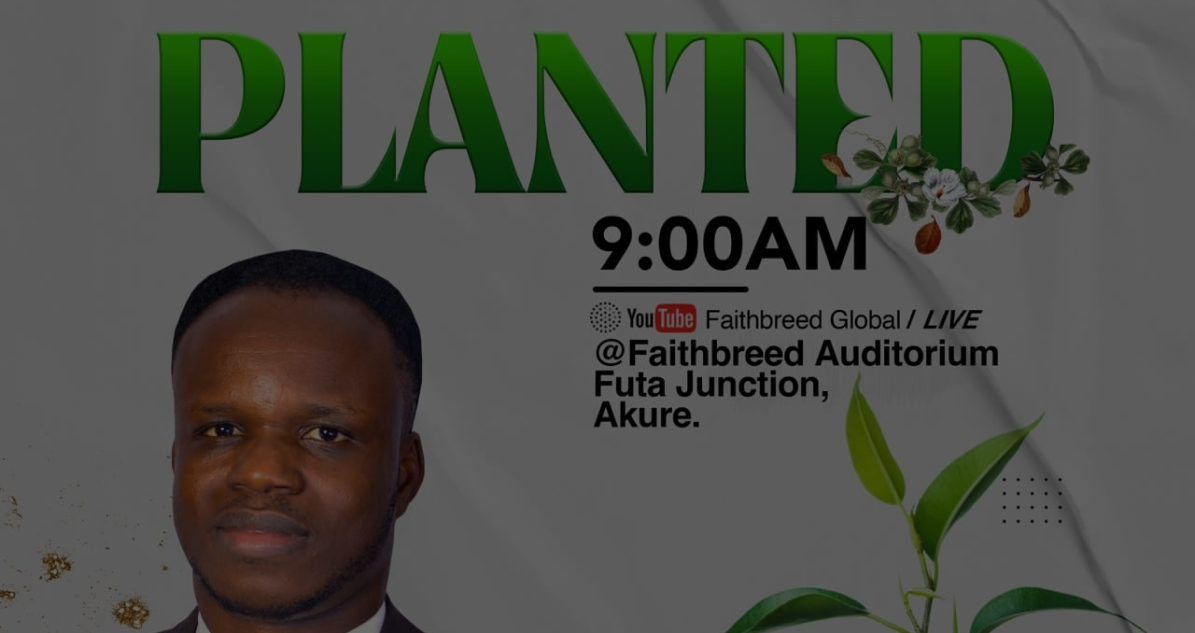 PLANTED
9:00AM
YouTube Faithbreed Global / LIVE
@Faithbreed Auditorium
Futa Junction,
Akure.